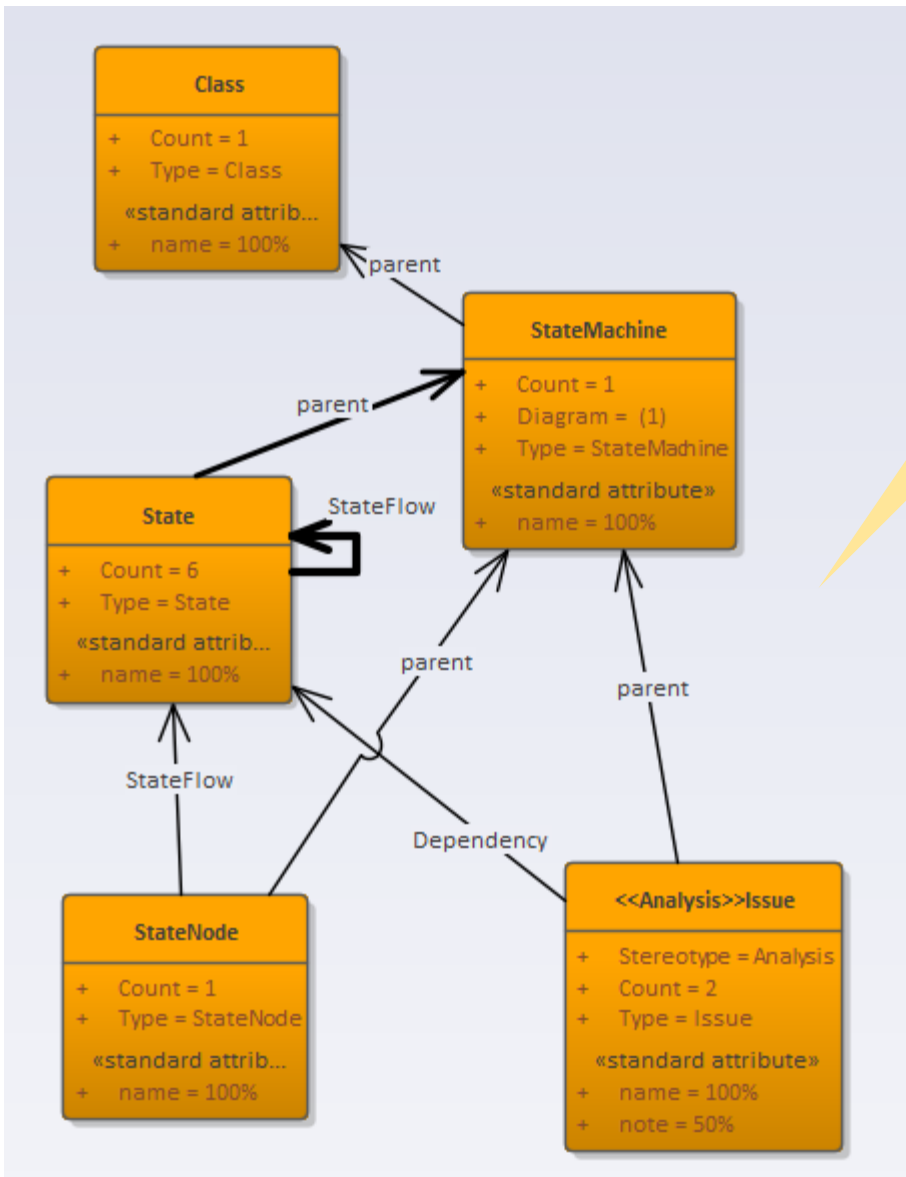 Class
+ Count = 1
+ Type = Class
«standard attrib...
+ name = 100%
parent
StateMachine
+ Count = 1
+ Diagram = (1)
+ Type = StateMachine
«standard attribute»
+ name = 100%
parent
State
+ Count = 6
+ Type = State
«standard attrib...
+ name = 100%
StateFlow
parent
parent
StateFlow
Dependency
StateNode
+ Count = 1
+ Type = StateNode
«standard attrib...
+ name = 100%
<<Analysis>>Issue
+ Stereotype = Analysis
+ Count = 2
+ Type = Issue
«standard attribute»
+ name = 100%
+ note = 50%